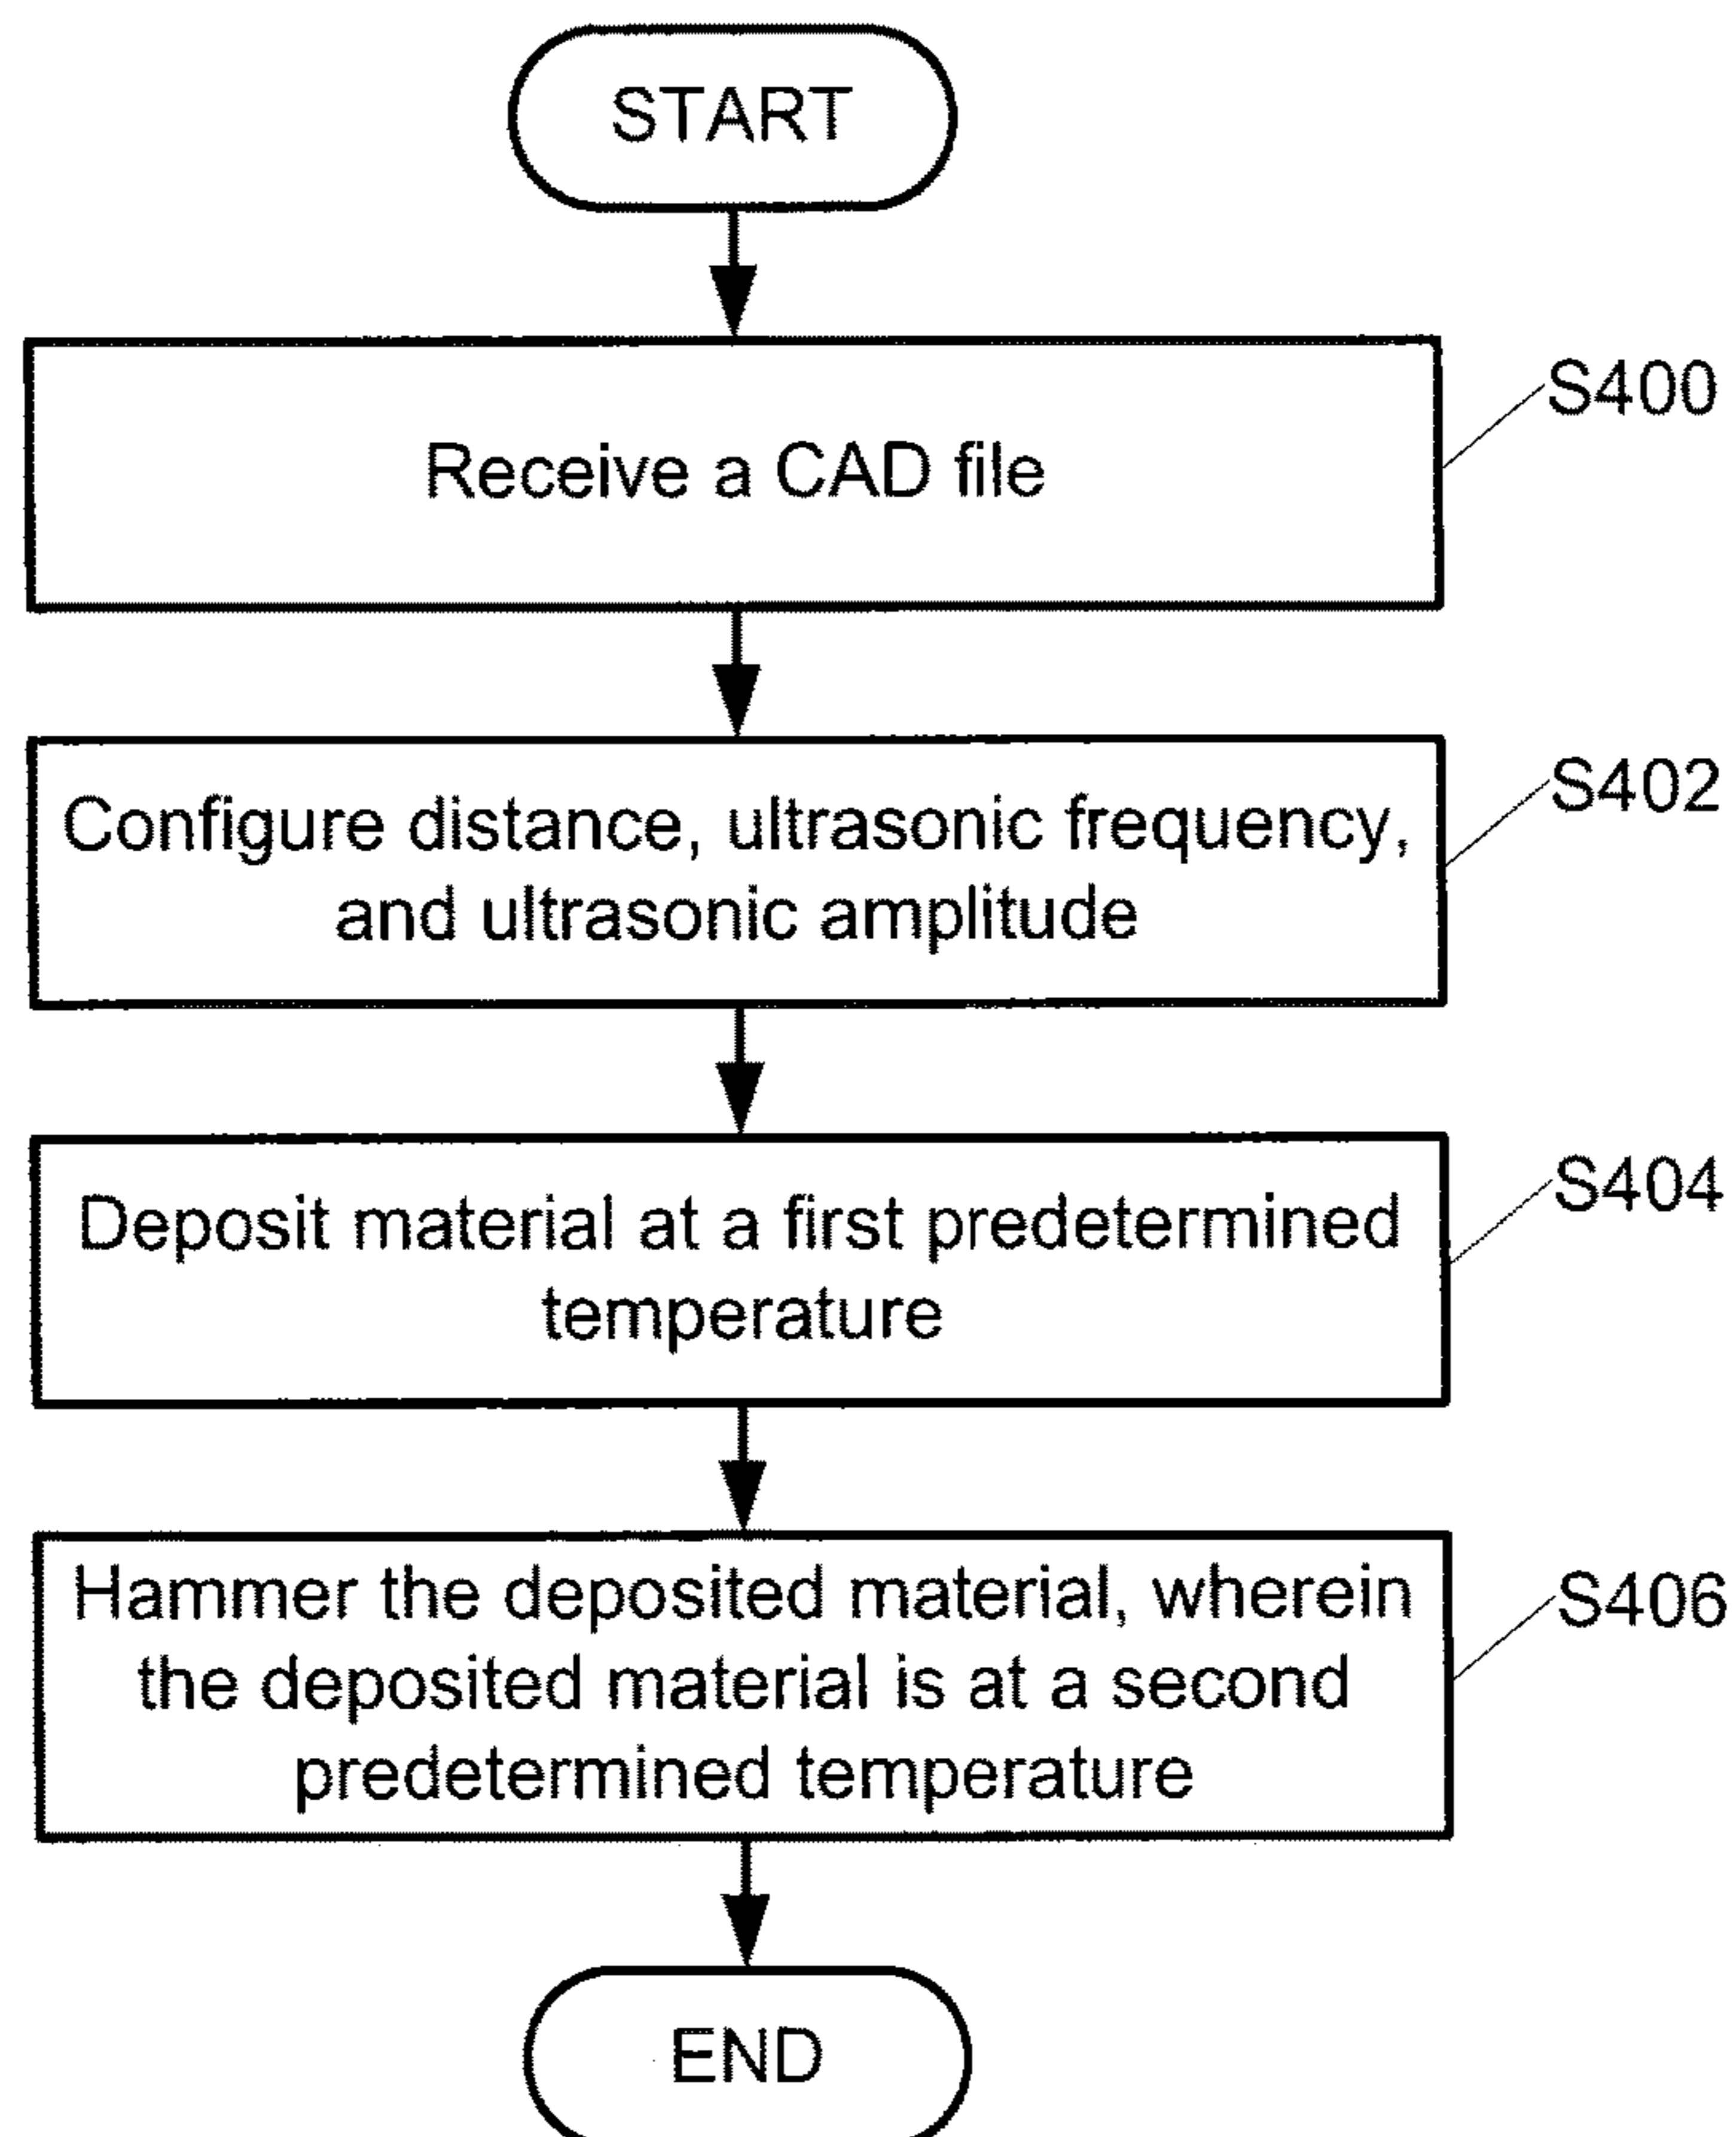 START
S400
Receive a CAD file
S402
Configure distance, ultrasonic frequency,
and ultrasonic amplitude
S404
Deposit material at a first predetermined
temperature
S406
Hammer the deposited material, wherein
the deposited material is at a second
predetermined temperature
END